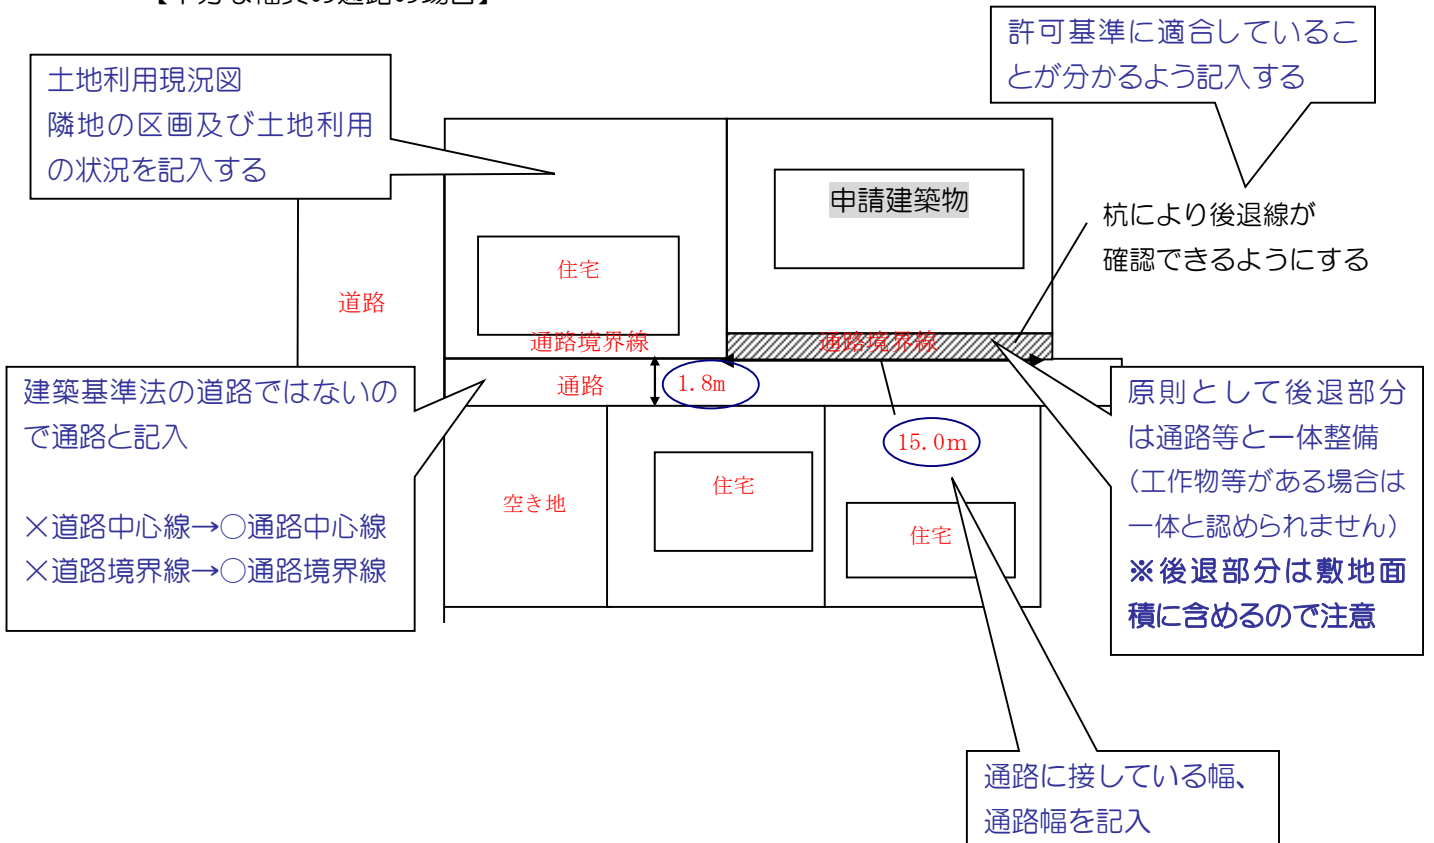 許可基準に適合しているこ
とが分かるよう記入する
土地利用現況図
隣地の区画及び土地利用
の状況を記入する
申請建築物
杭により後退線が
確認できるようにする
住宅
道路
通路境界線
通路境界線
建築基準法の道路ではないの
で通路と記入
×道路中心線→○通路中心線
×道路境界線→○通路境界線
通路
1.8m
原則として後退部分
は通路等と一体整備
(工作物等がある場合は
一体と認められません)
※後退部分は敷地面
積に含めるので注意
15.0m
空き地
住宅
住宅
通路に接している幅、
通路幅を記入